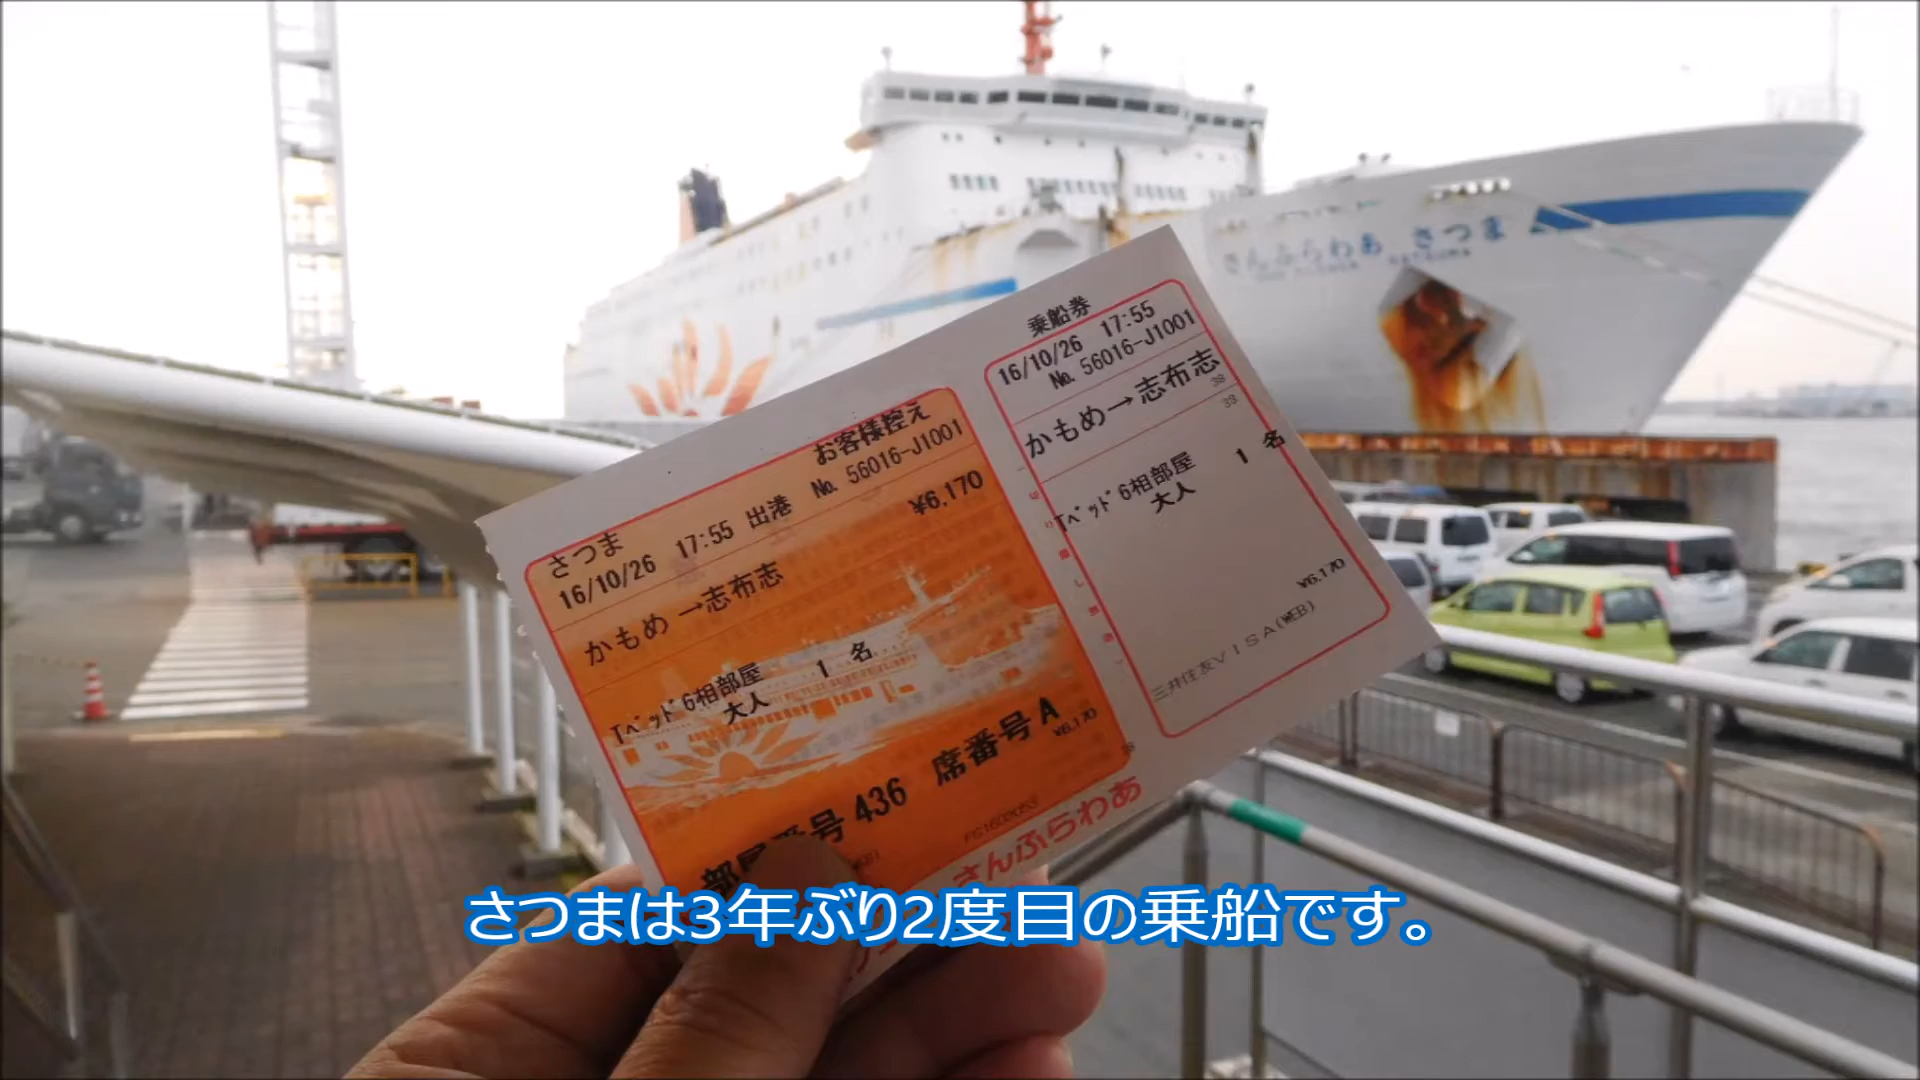 さんふらわあ さつま
お客様控え
No. 56016-J1001
¥6,170
さつま
16/10/26 17:55 出港
かもめ→志布志
Tベッド6相部屋 1 名
大人
436 席番号 A
¥6,170
さんふらわあ
乗船券
16/10/26 17:55
No. 56016-J1001
かもめ→志布志
38
Tベッド6相部屋 1 名
大人
¥6,170
三井住友VISA(WEB)
さつまは3年ぶり2度目の乗船です。